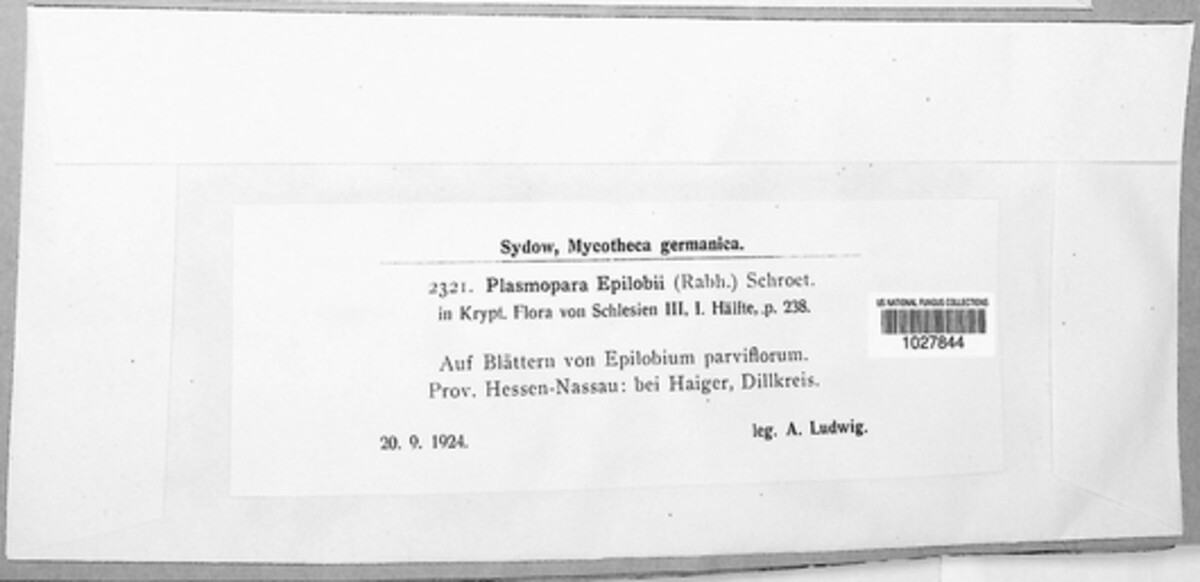 Sydow, Mycotheca germanica.
2321. Plasmopara Epilobii (Rabh.) Schroet.
in Krypt. Flora von Schlesien III, I. Hälfte, p. 238.
Auf Blättern von Epilobium parviflorum.
Prov. Hessen-Nassau: bei Haiger, Dillkreis.
20. 9. 1924.
leg. A. Ludwig.
US NATIONAL FUNGUS COLLECTIONS
1027844